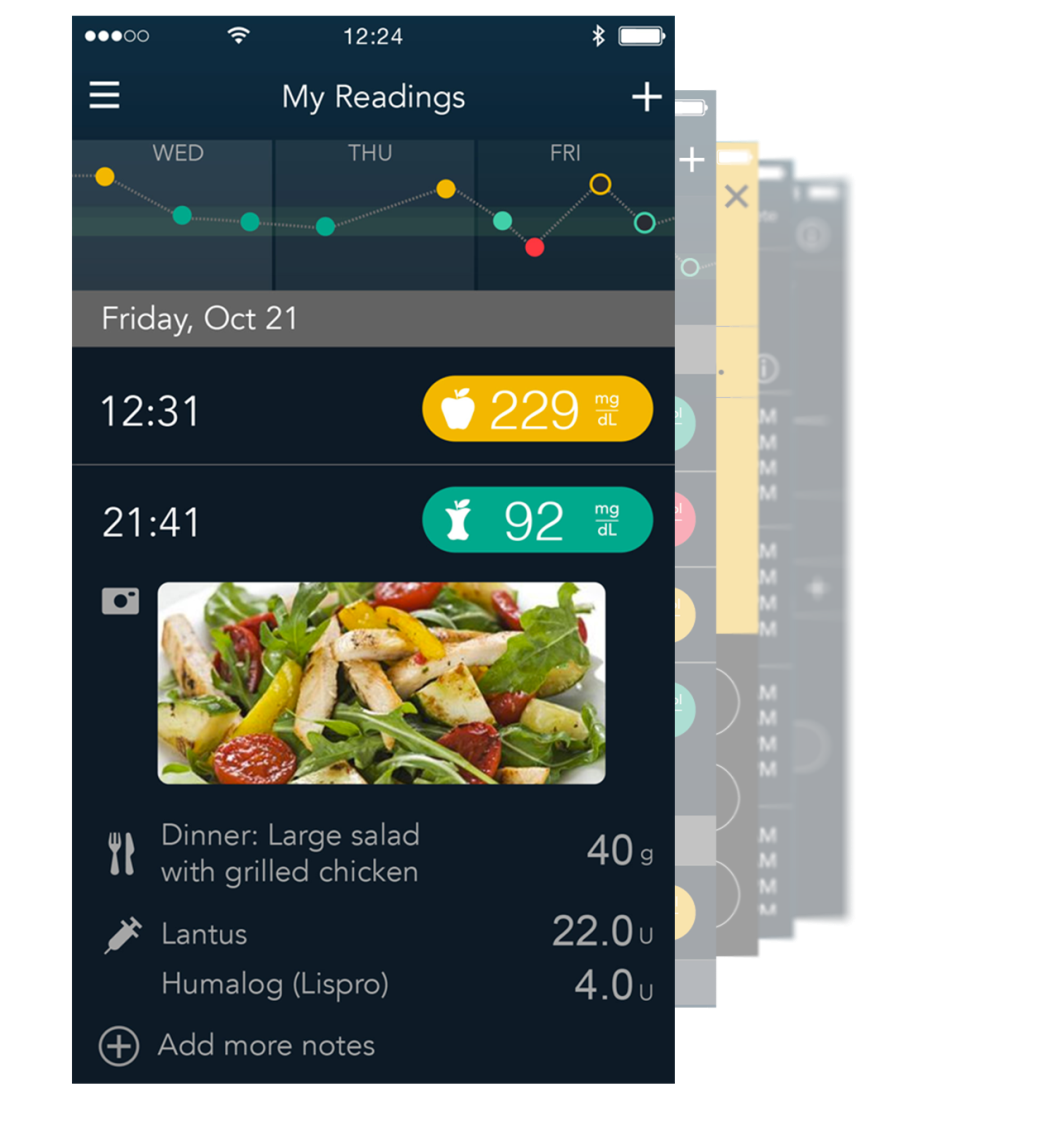 12:24
My Readings
WED THU FRI
Friday, Oct 21
12:31 229 mg
dL
21:41 92 mg
dL
Dinner: Large salad
with grilled chicken
40 g
Lantus 22.0 U
Humalog (Lispro) 4.0 U
Add more notes